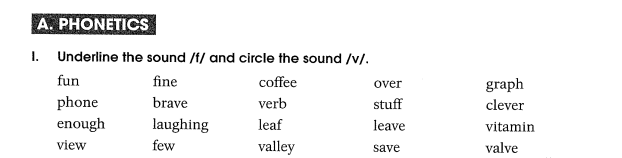 A. PHONETICS
I. Underline the sound /f/ and circle the sound /v/.
fun fine coffee over graph
phone brave verb stuff clever
enough laughing leaf leave vitamin
view few valley save valve